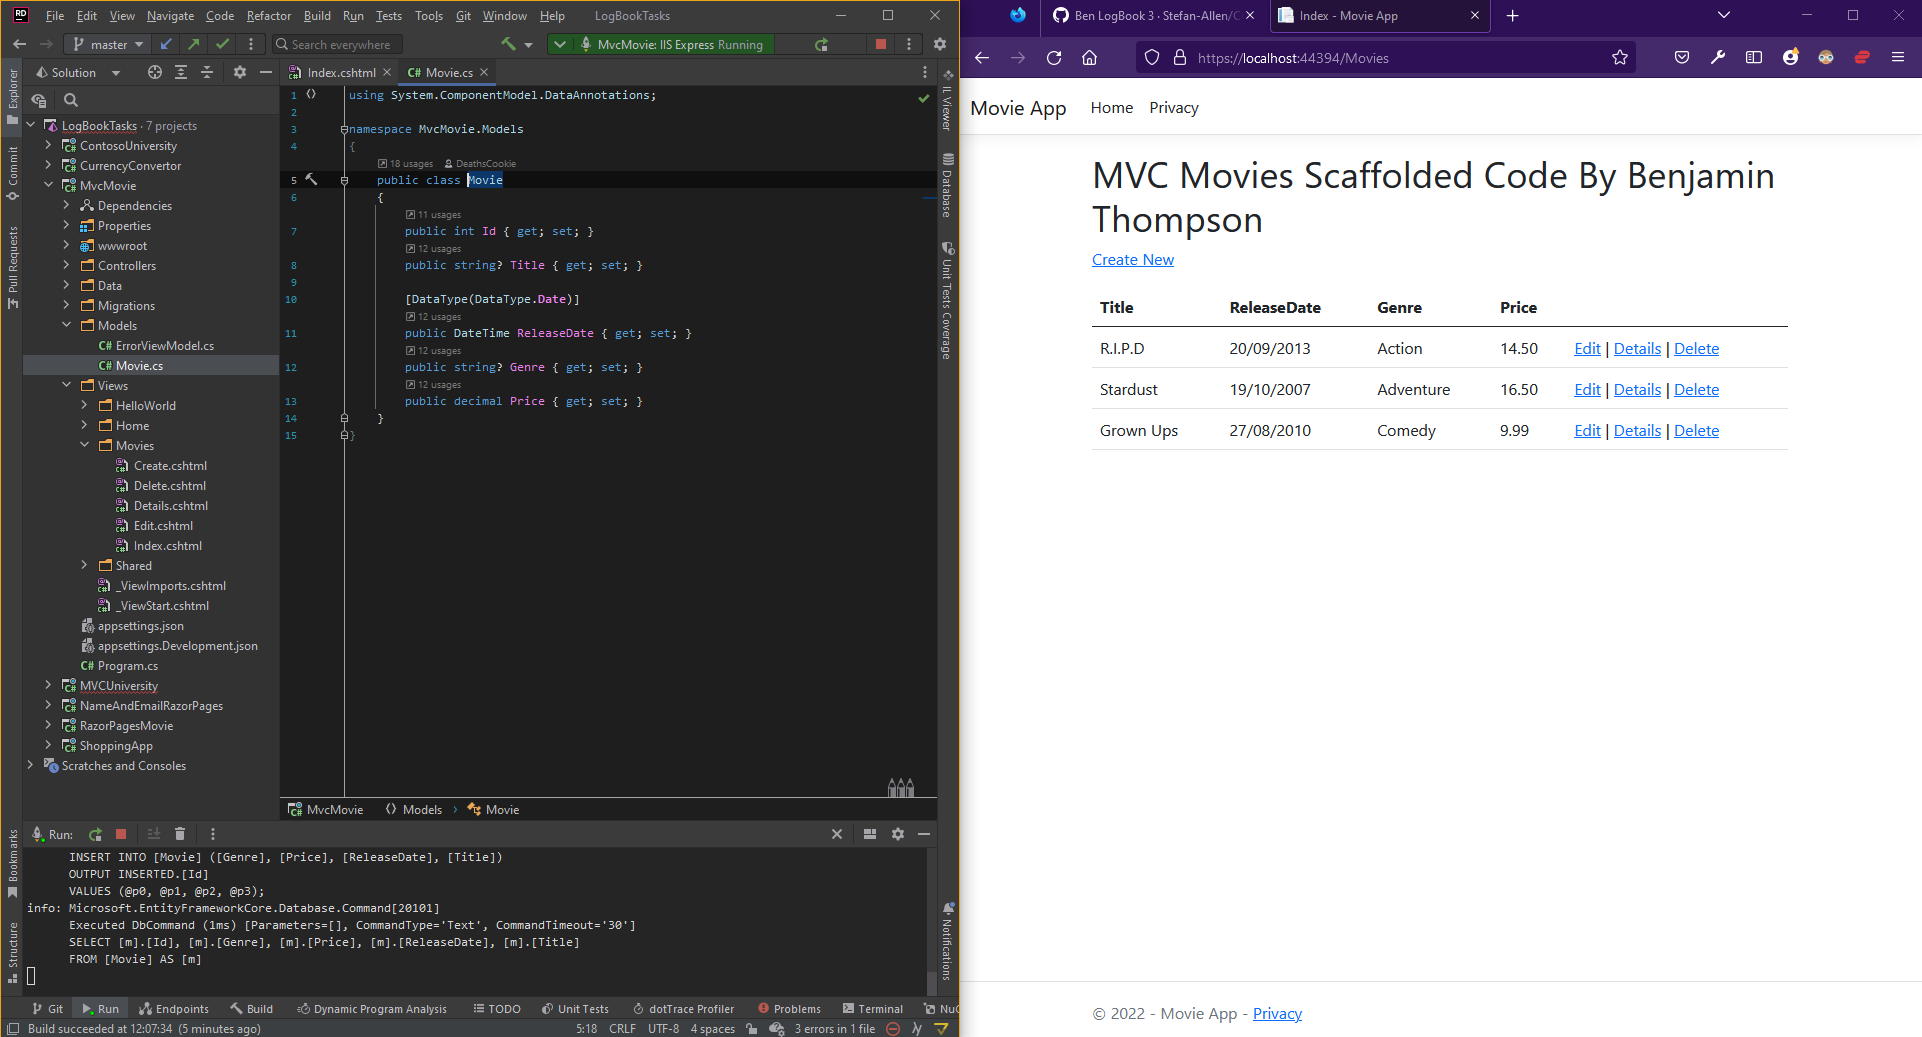 RD File Edit View Navigate Code Refactor Build Run Tests Tools Git Window Help LogBookTasks
master Search everywhere MvcMovie: IIS Express Running
Solution
Index.cshtml Movie.cs
Explorer
Commit
Pull Requests
Bookmarks
Structure
LogBookTasks · 7 projects
ContosoUniversity
CurrencyConvertor
MvcMovie
Dependencies
Properties
wwwroot
Controllers
Data
Migrations
Models
C# ErrorViewModel.cs
C# Movie.cs
Views
HelloWorld
Home
Movies
Create.cshtml
Delete.cshtml
Details.cshtml
Edit.cshtml
Index.cshtml
Shared
_ViewImports.cshtml
_ViewStart.cshtml
appsettings.json
appsettings.Development.json
C# Program.cs
MVCUniversity
NameAndEmailRazorPages
RazorPagesMovie
ShoppingApp
Scratches and Consoles
1 using System.ComponentModel.DataAnnotations;
2
3 namespace MvcMovie.Models
4 {
18 usages DeathsCookie
5 public class Movie
6 {
11 usages
7 public int Id { get; set; }
12 usages
8 public string? Title { get; set; }
9
10 [DataType(DataType.Date)]
12 usages
11 public DateTime ReleaseDate { get; set; }
12 usages
12 public string? Genre { get; set; }
12 usages
13 public decimal Price { get; set; }
14 }
15 }
IL Viewer
Database
Unit Tests Coverage
Notifications
MvcMovie Models Movie
Run:
INSERT INTO [Movie] ([Genre], [Price], [ReleaseDate], [Title])
OUTPUT INSERTED.[Id]
VALUES (@p0, @p1, @p2, @p3);
info: Microsoft.EntityFrameworkCore.Database.Command[20101]
Executed DbCommand (1ms) [Parameters=[], CommandType='Text', CommandTimeout='30']
SELECT [m].[Id], [m].[Genre], [m].[Price], [m].[ReleaseDate], [m].[Title]
FROM [Movie] AS [m]
Git Run Endpoints Build Dynamic Program Analysis TODO Unit Tests dotTrace Profiler Problems Terminal
Build succeeded at 12:07:34 (5 minutes ago) 5:18 CRLF UTF-8 4 spaces 3 errors in 1 file
Ben LogBook 3 · Stefan-Allen/ Index - Movie App
https://localhost:44394/Movies
Movie App Home Privacy
MVC Movies Scaffolded Code By Benjamin
Thompson
Create New
Title ReleaseDate Genre Price
R.I.P.D 20/09/2013 Action 14.50 Edit | Details | Delete
Stardust 19/10/2007 Adventure 16.50 Edit | Details | Delete
Grown Ups 27/08/2010 Comedy 9.99 Edit | Details | Delete
© 2022 - Movie App - Privacy